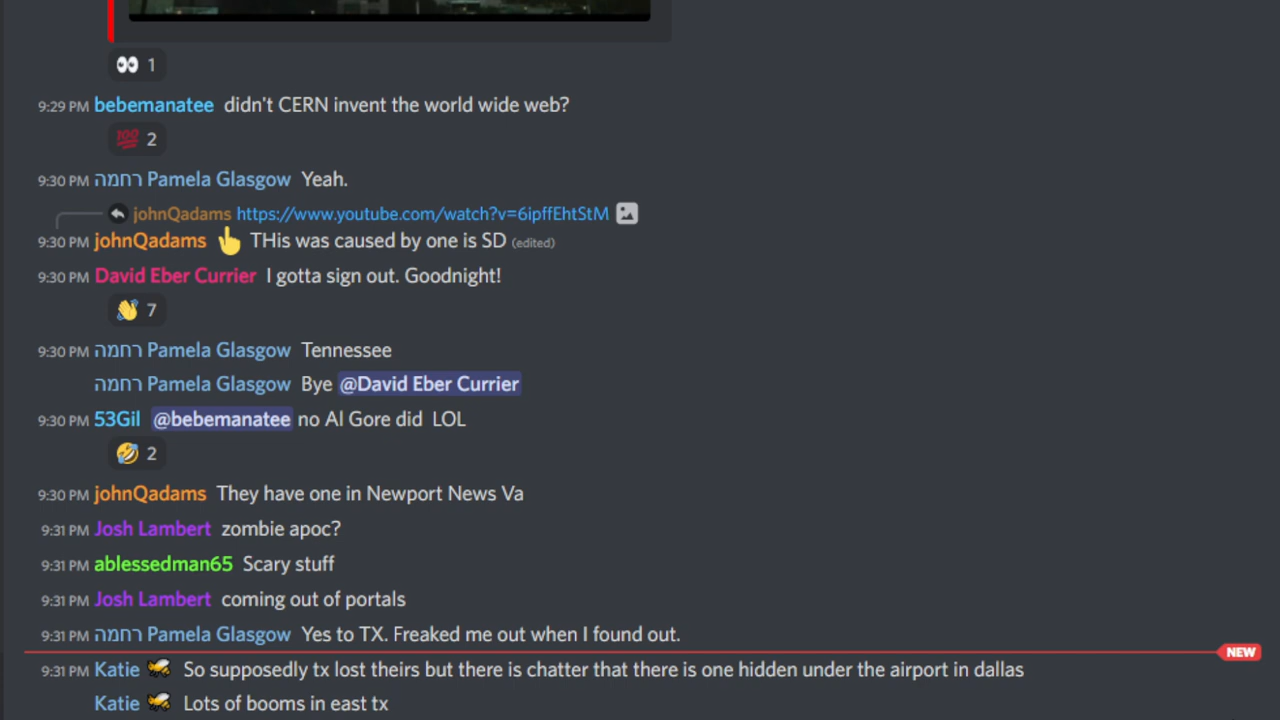 1
9:29 PM bebemanatee didn't CERN invent the world wide web?
💯 2
9:30 PM רחמה Pamela Glasgow Yeah.
johnQadams https://www.youtube.com/watch?v=6ipffEhtStM
9:30 PM johnQadams THis was caused by one is SD (edited)
9:30 PM David Eber Currier I gotta sign out. Goodnight!
7
9:30 PM רחמה Pamela Glasgow Tennessee
רחמה Pamela Glasgow Bye @David Eber Currier
9:30 PM 53Gil @bebemanatee no Al Gore did LOL
2
9:30 PM johnQadams They have one in Newport News Va
9:31 PM Josh Lambert zombie apoc?
9:31 PM ablessedman65 Scary stuff
9:31 PM Josh Lambert coming out of portals
9:31 PM רחמה Pamela Glasgow Yes to TX. Freaked me out when I found out.
NEW
9:31 PM Katie So supposedly tx lost theirs but there is chatter that there is one hidden under the airport in dallas
Katie Lots of booms in east tx